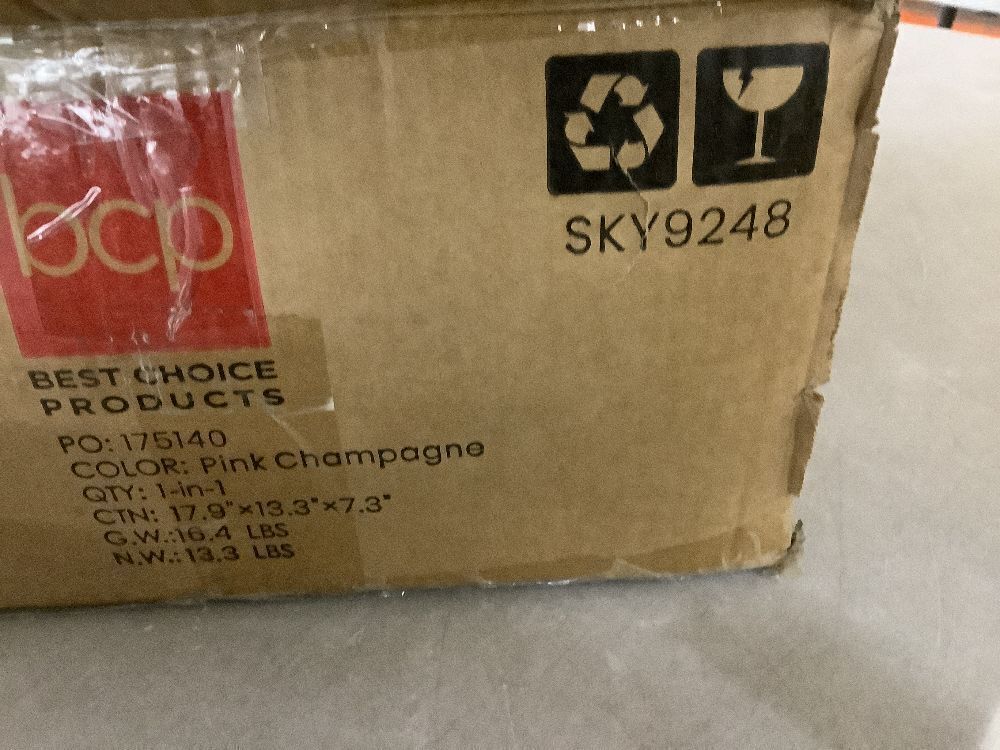 bcp
SKY9248
BEST CHOICE
PRODUCTS
PO: 175140
COLOR: Pink Champagne
QTY: 1-in-1
CTN: 17.9"×13.3"×7.3"
G.W.:16.4 LBS
N.W.:13.3 LBS